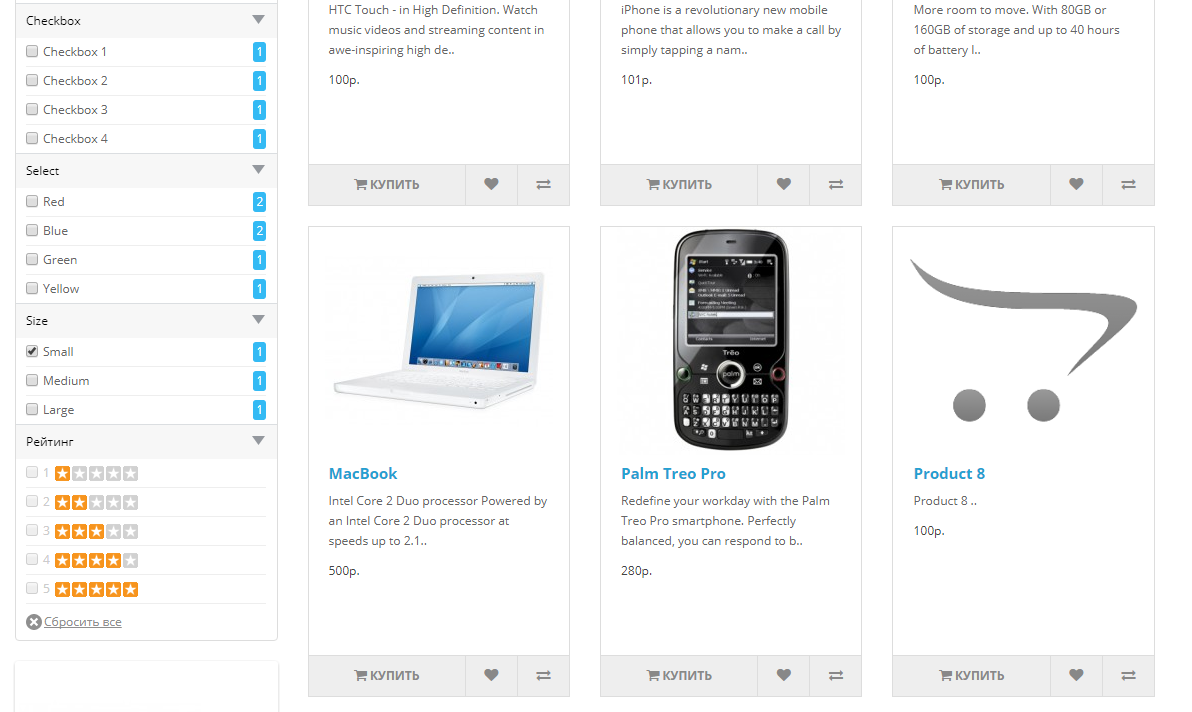 Checkbox
Checkbox 1 1
Checkbox 2 1
Checkbox 3 1
Checkbox 4 1
Select
Red 2
Blue 2
Green 1
Yellow 1
Size
Small 1
Medium 1
Large 1
Рейтинг
1
2
3
4
5
Сбросить все
HTC Touch - in High Definition. Watch
music videos and streaming content in
awe-inspiring high de..
100р.
КУПИТЬ
iPhone is a revolutionary new mobile
phone that allows you to make a call by
simply tapping a nam..
101р.
КУПИТЬ
More room to move. With 80GB or
160GB of storage and up to 40 hours
of battery l..
100р.
КУПИТЬ
MacBook
Intel Core 2 Duo processor Powered by
an Intel Core 2 Duo processor at
speeds up to 2.1..
500р.
КУПИТЬ
Trēo
palm
Palm Treo Pro
Redefine your workday with the Palm
Treo Pro smartphone. Perfectly
balanced, you can respond to b..
280р.
КУПИТЬ
Product 8
Product 8 ..
100р.
КУПИТЬ